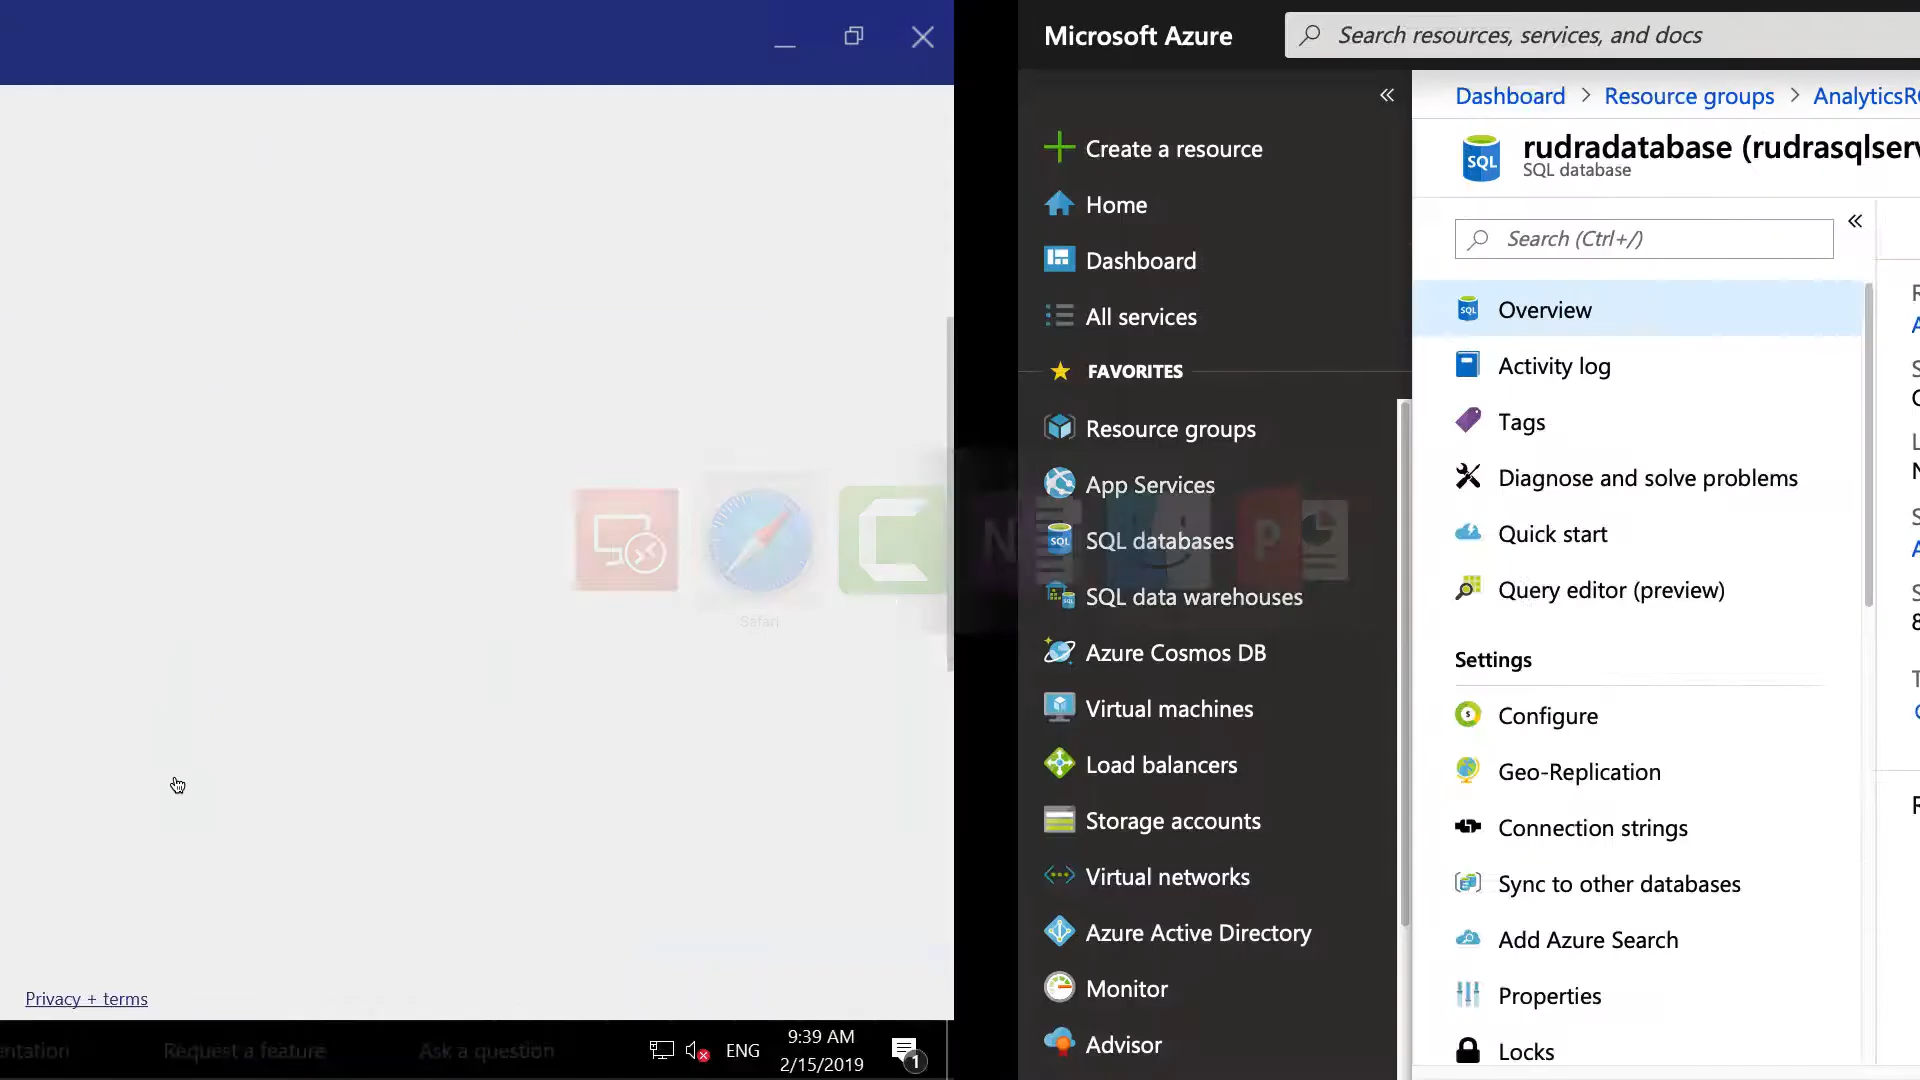 Microsoft Azure
Search resources, services, and docs
Dashboard > Resource groups >
rudradatabase
SQL database
Search (Ctrl+/)
Create a resource
Home
Dashboard
All services
FAVORITES
Resource groups
App Services
SQL databases
SQL data warehouses
Azure Cosmos DB
Virtual machines
Load balancers
Storage accounts
Virtual networks
Azure Active Directory
Monitor
Advisor
Overview
Activity log
Tags
Diagnose and solve problems
Quick start
Query editor (preview)
Settings
Configure
Geo-Replication
Connection strings
Sync to other databases
Add Azure Search
Properties
Locks
Safari
Privacy + terms
Request a feature
Ask a question
ENG
9:39 AM
2/15/2019
1